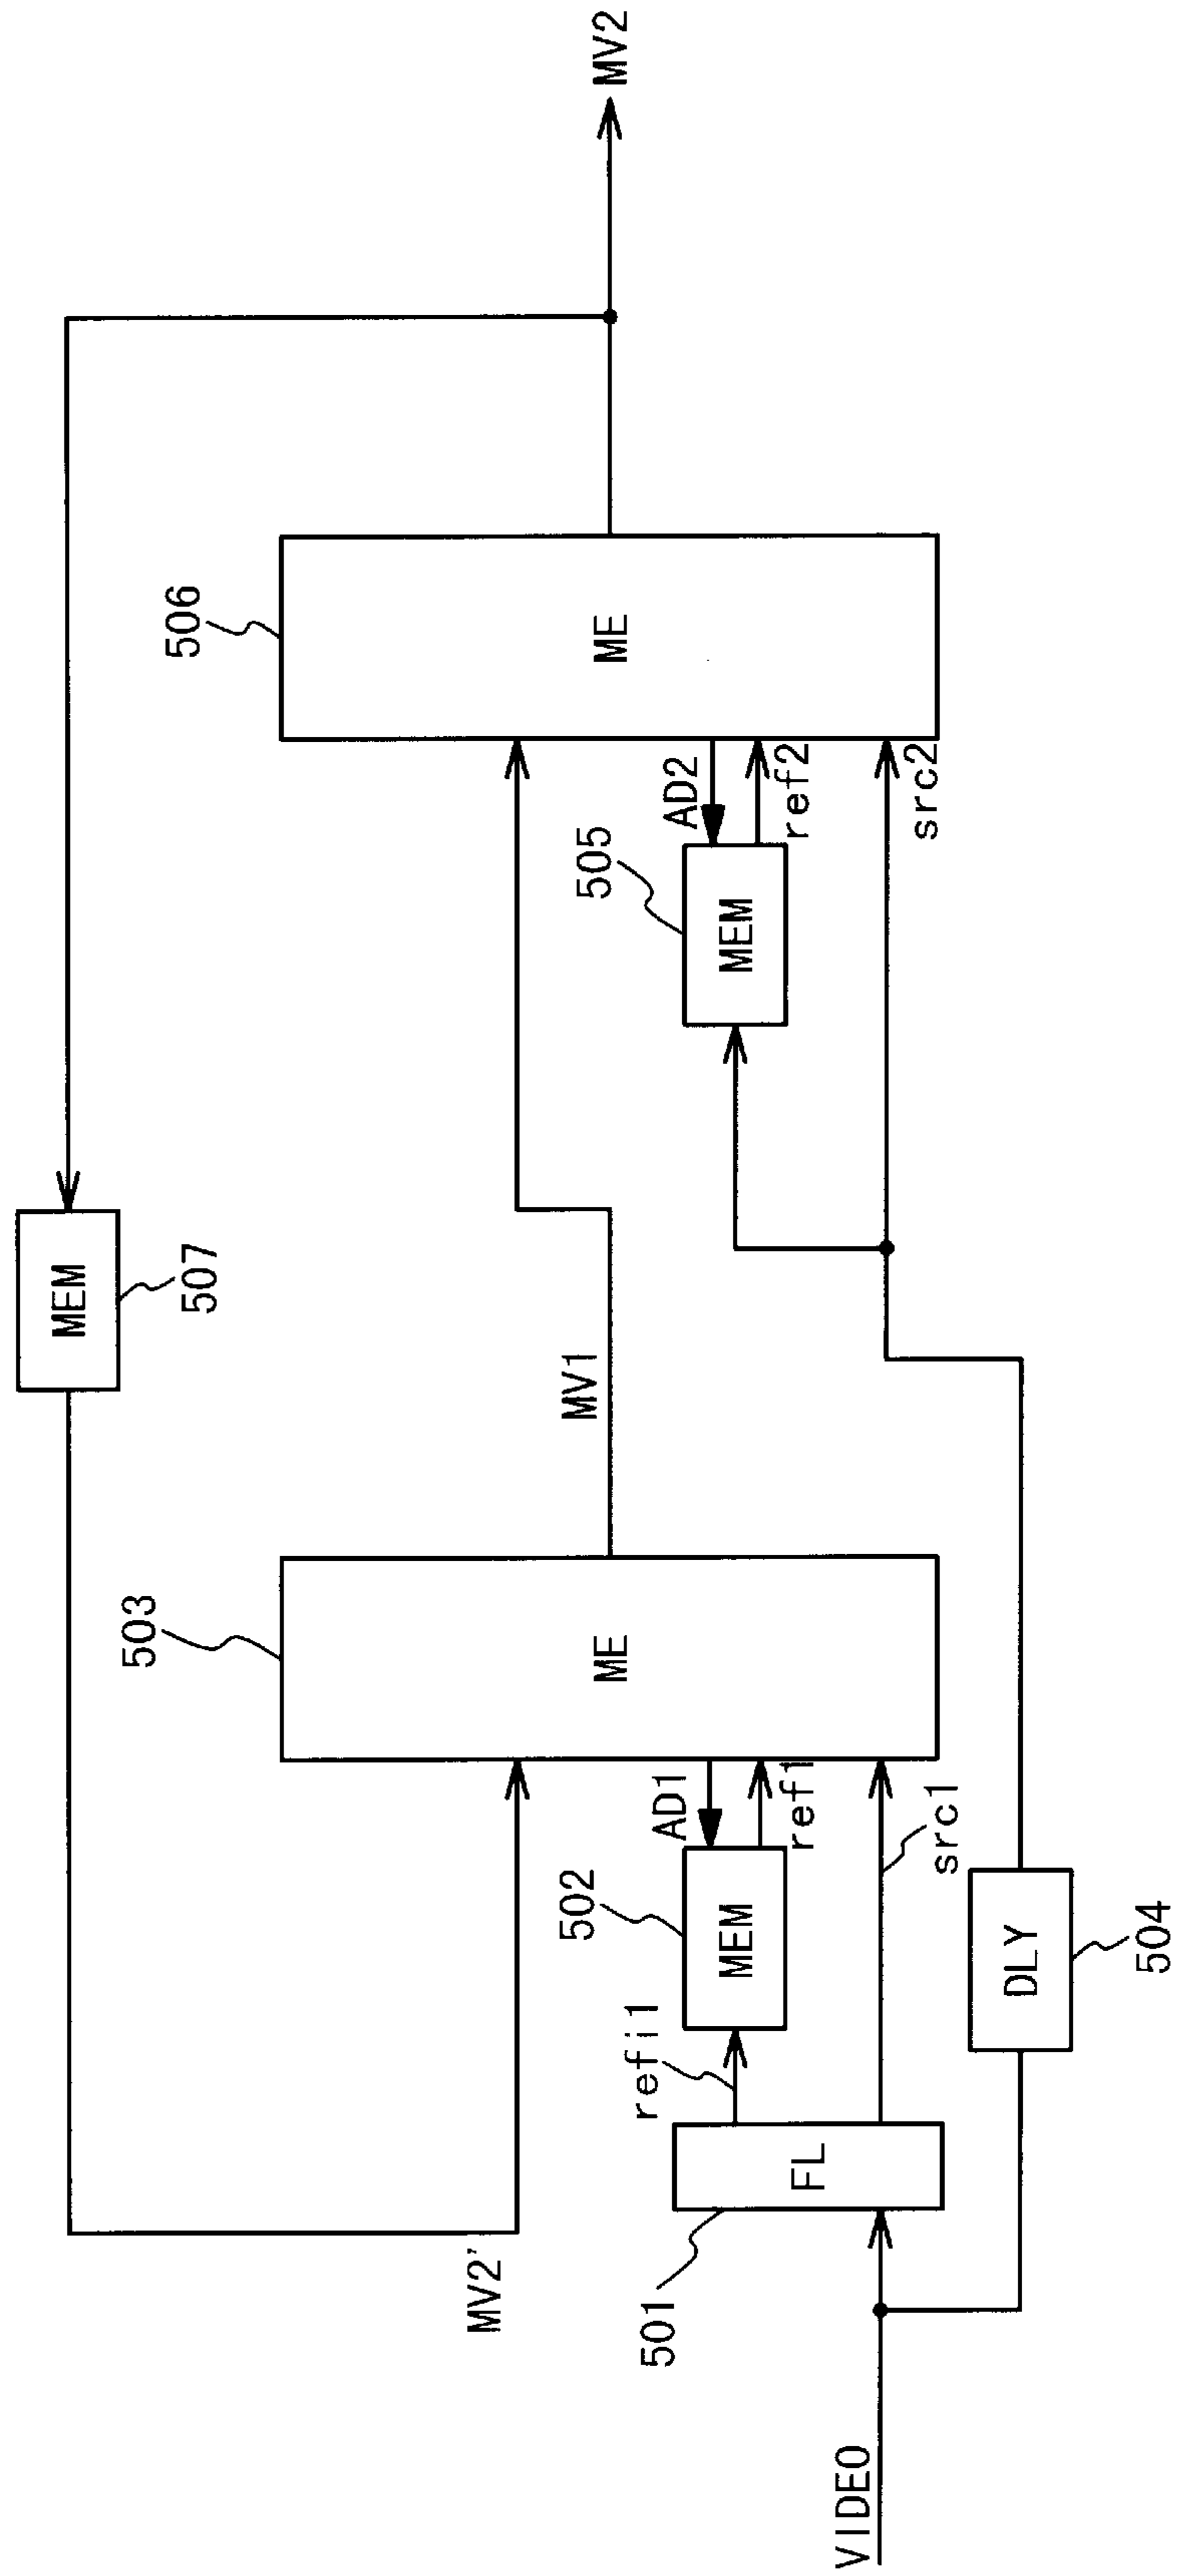 VIDEO
501
FL
MV2'
refi1
502
MEM
AD1
ref1
src1
504
DLY
503
ME
MV1
507
MEM
505
MEM
AD2
ref2
src2
506
ME
MV2